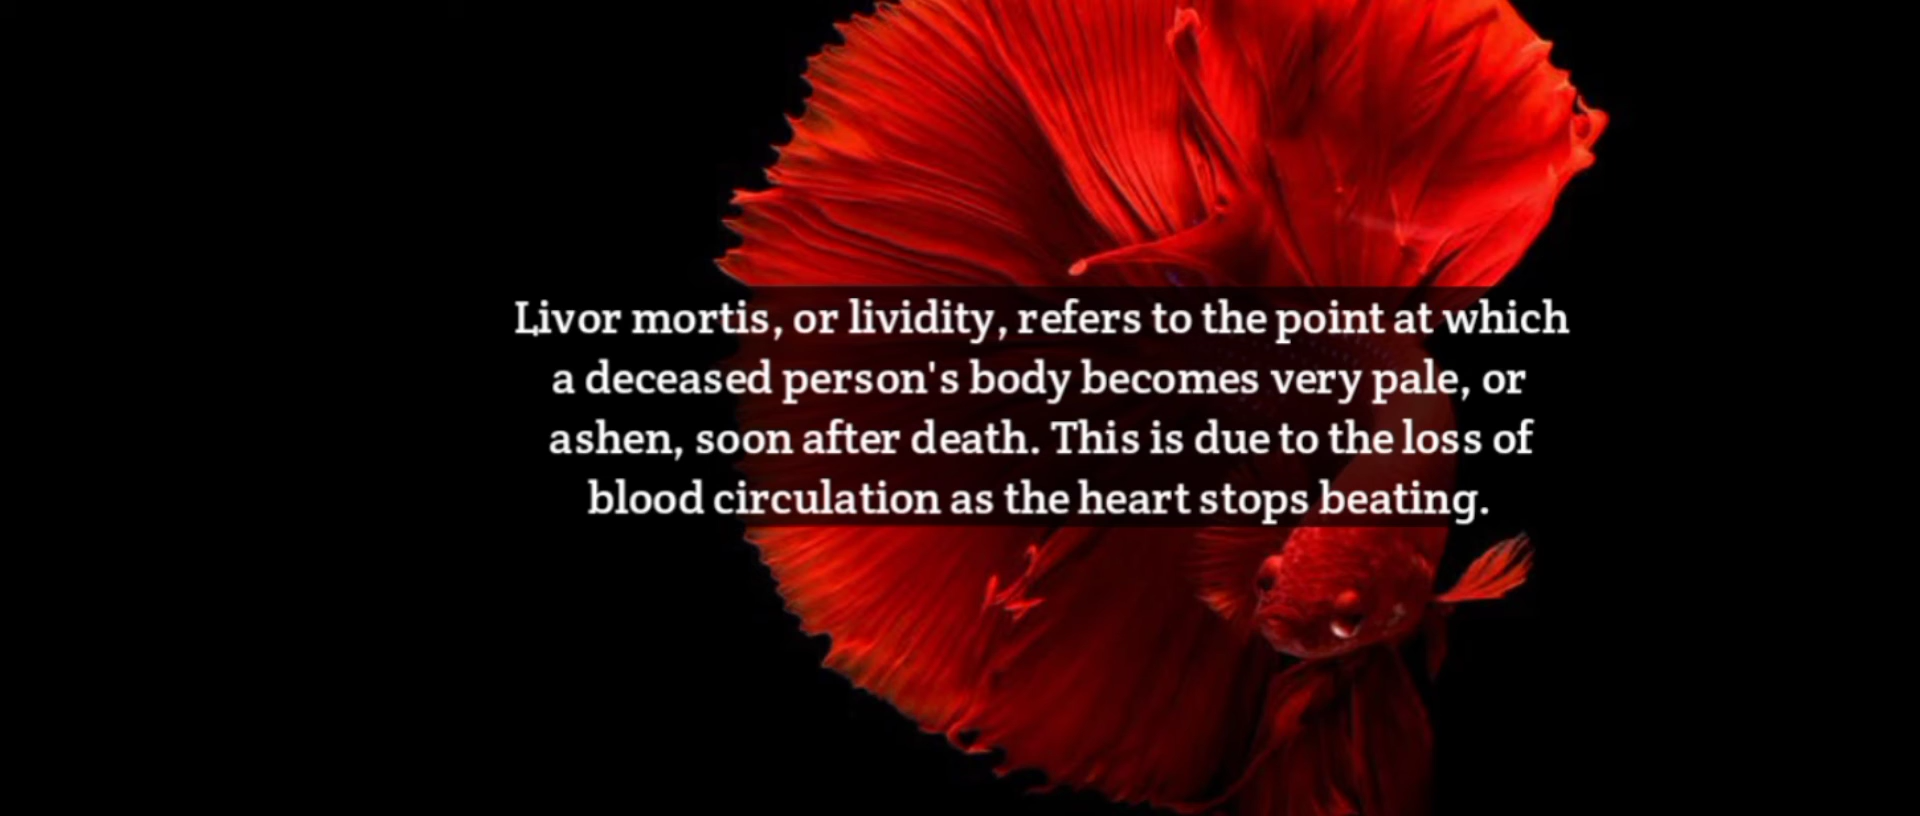 Livor mortis, or lividity, refers to the point at which
a deceased person's body becomes very pale, or
ashen, soon after death. This is due to the loss of
blood circulation as the heart stops beating.